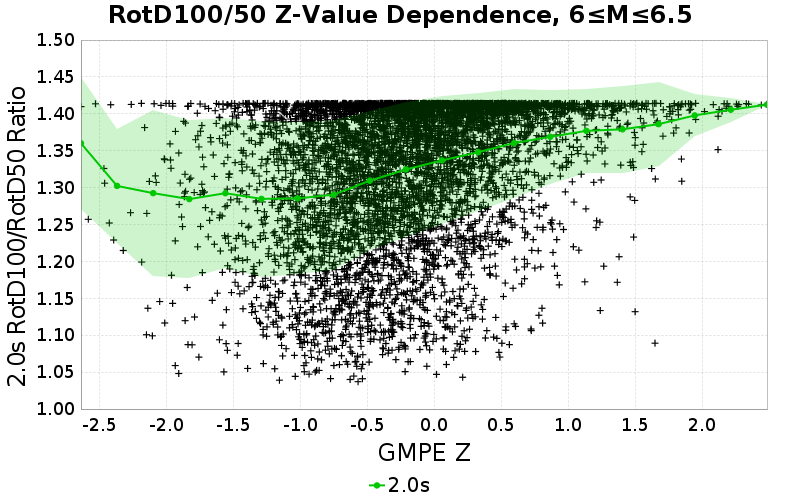 RotD100/50 Z-Value Dependence, 6≤M≤6.5
2.0s RotD100/RotD50 Ratio
1.50
1.45
1.40
1.35
1.30
1.25
1.20
1.15
1.10
1.05
1.00
-2.5 -2.0 -1.5 -1.0 -0.5 0.0 0.5 1.0 1.5 2.0
GMPE Z
2.0s